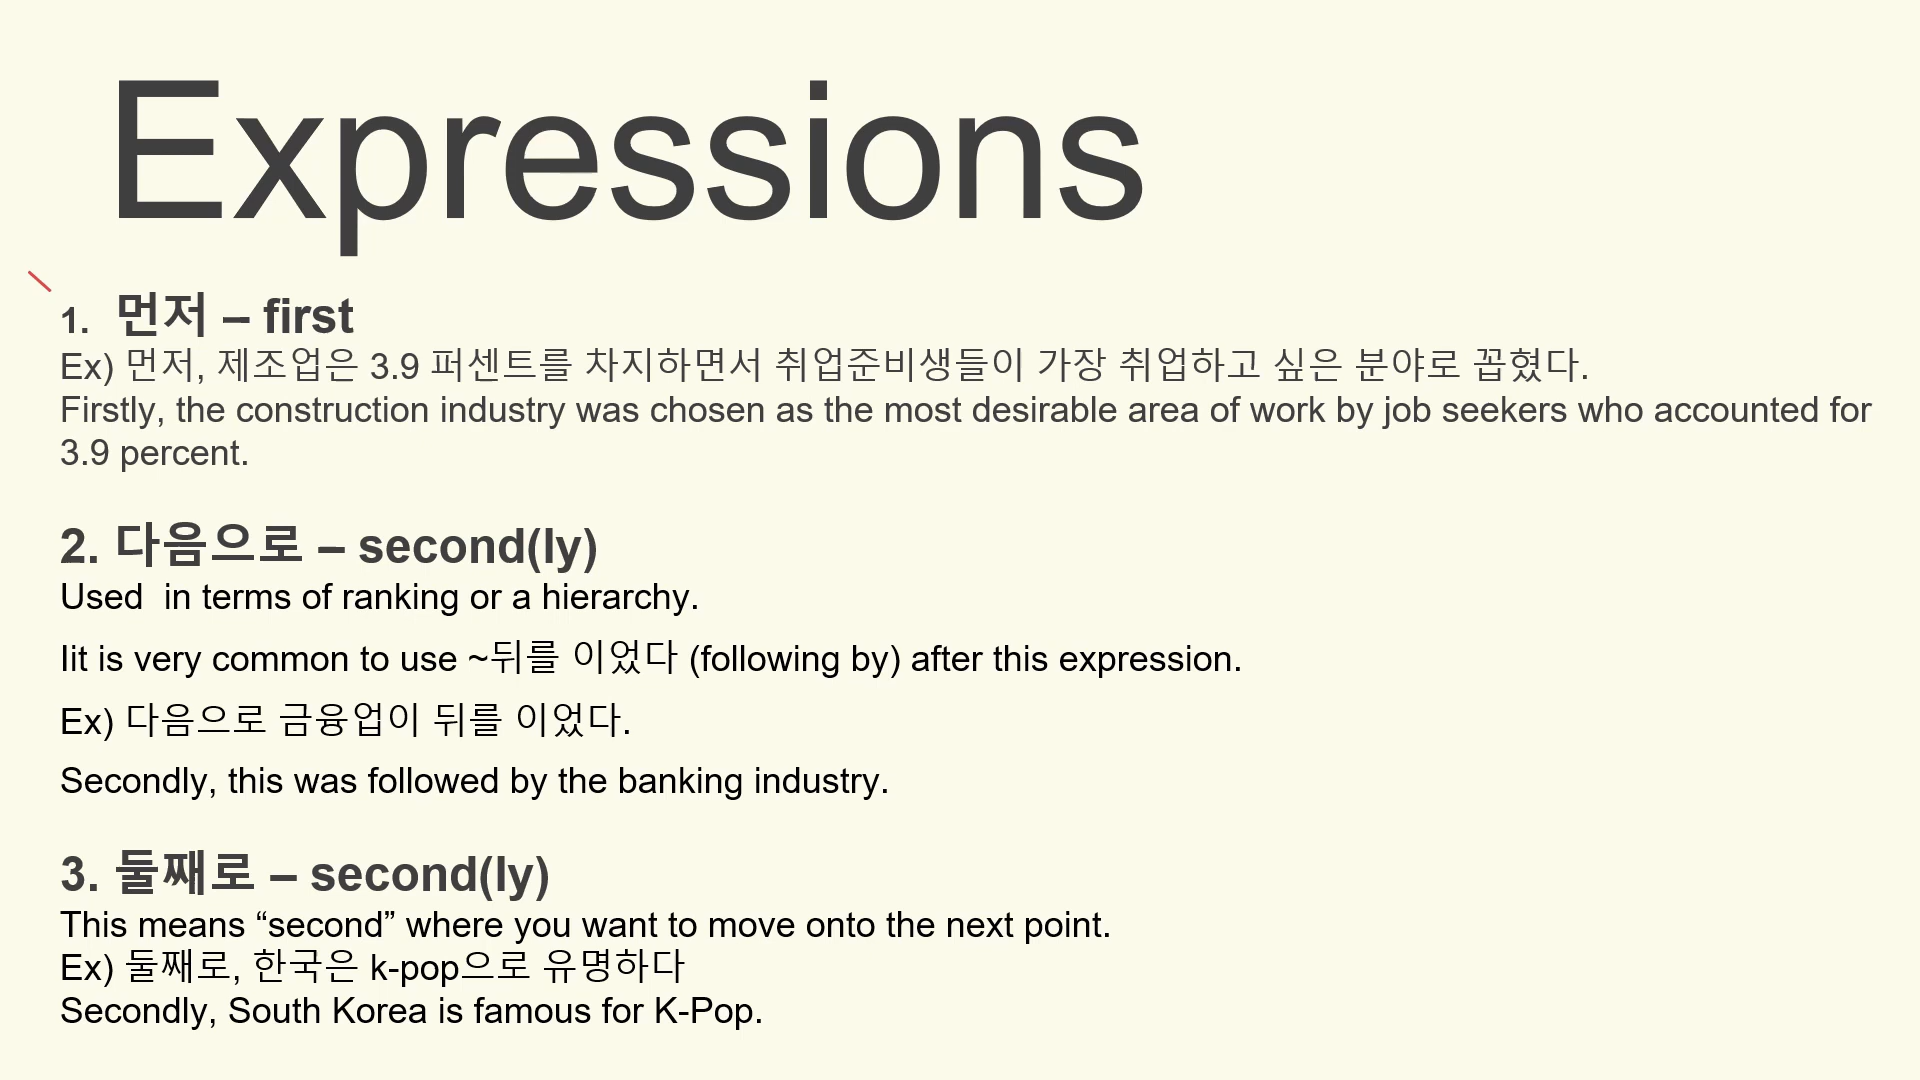 Expressions
1. 먼저 – first
Ex) 먼저, 제조업은 3.9 퍼센트를 차지하면서 취업준비생들이 가장 취업하고 싶은 분야로 꼽혔다.
Firstly, the construction industry was chosen as the most desirable area of work by job seekers who accounted for
3.9 percent.
2. 다음으로 – second(ly)
Used  in terms of ranking or a hierarchy.
Iit is very common to use ~뒤를 이었다 (following by) after this expression.
Ex) 다음으로 금융업이 뒤를 이었다.
Secondly, this was followed by the banking industry.
3. 둘째로 – second(ly)
This means “second” where you want to move onto the next point.
Ex) 둘째로, 한국은 k-pop으로 유명하다
Secondly, South Korea is famous for K-Pop.